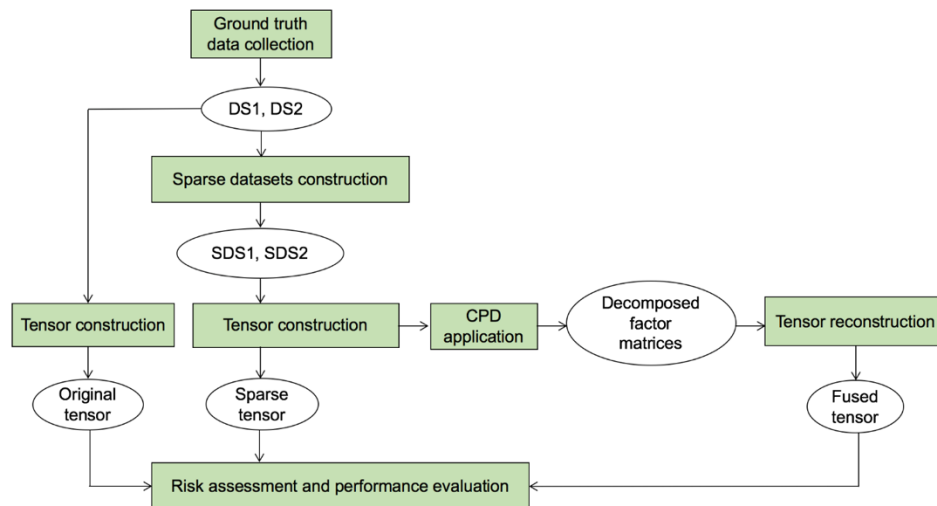 Ground truth
data collection
DS1, DS2
Sparse datasets construction
SDS1, SDS2
Tensor construction
Tensor construction
CPD
application
Decomposed
factor
matrices
Tensor reconstruction
Original
tensor
Sparse
tensor
Fused
tensor
Risk assessment and performance evaluation